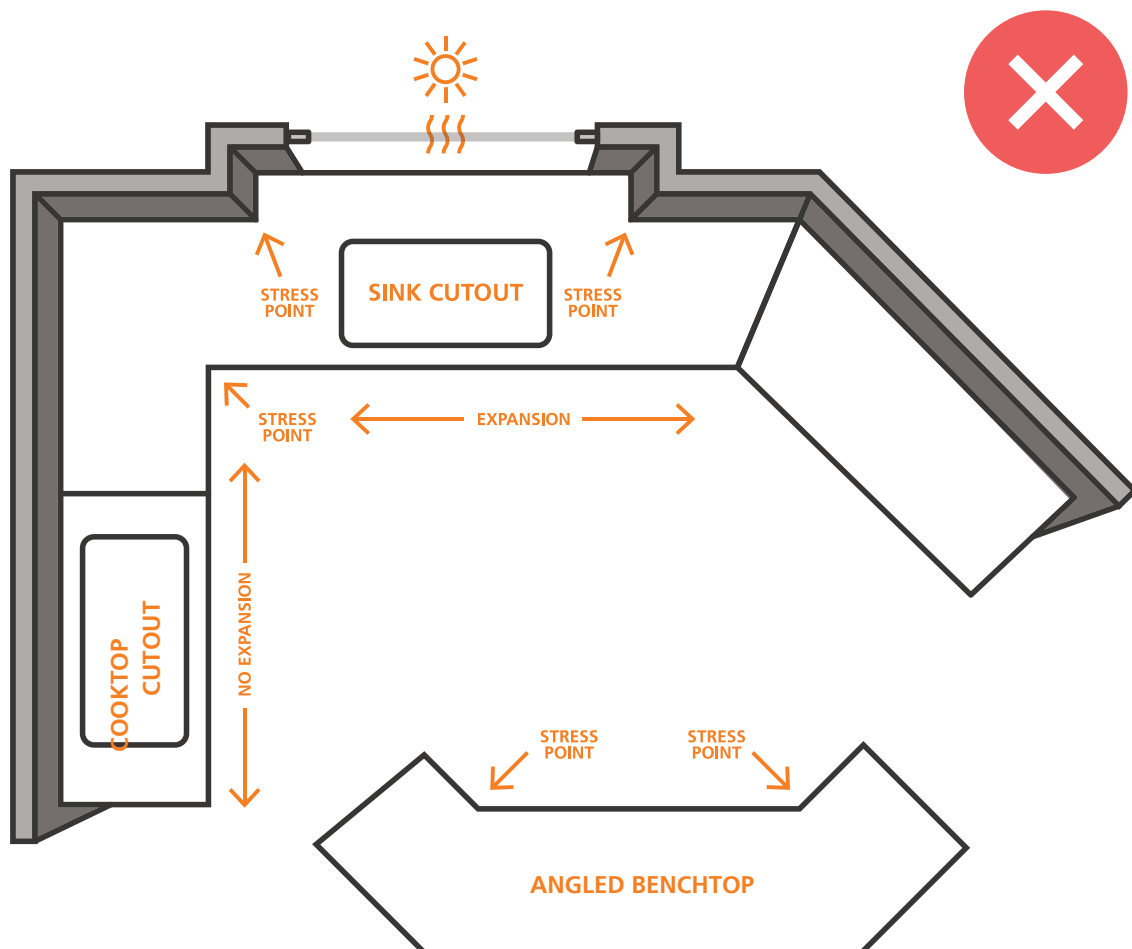 SINK CUTOUT
STRESS
POINT
STRESS
POINT
STRESS
POINT
EXPANSION
NO EXPANSION
COOKTOP
CUTOUT
STRESS
POINT
STRESS
POINT
ANGLED BENCHTOP